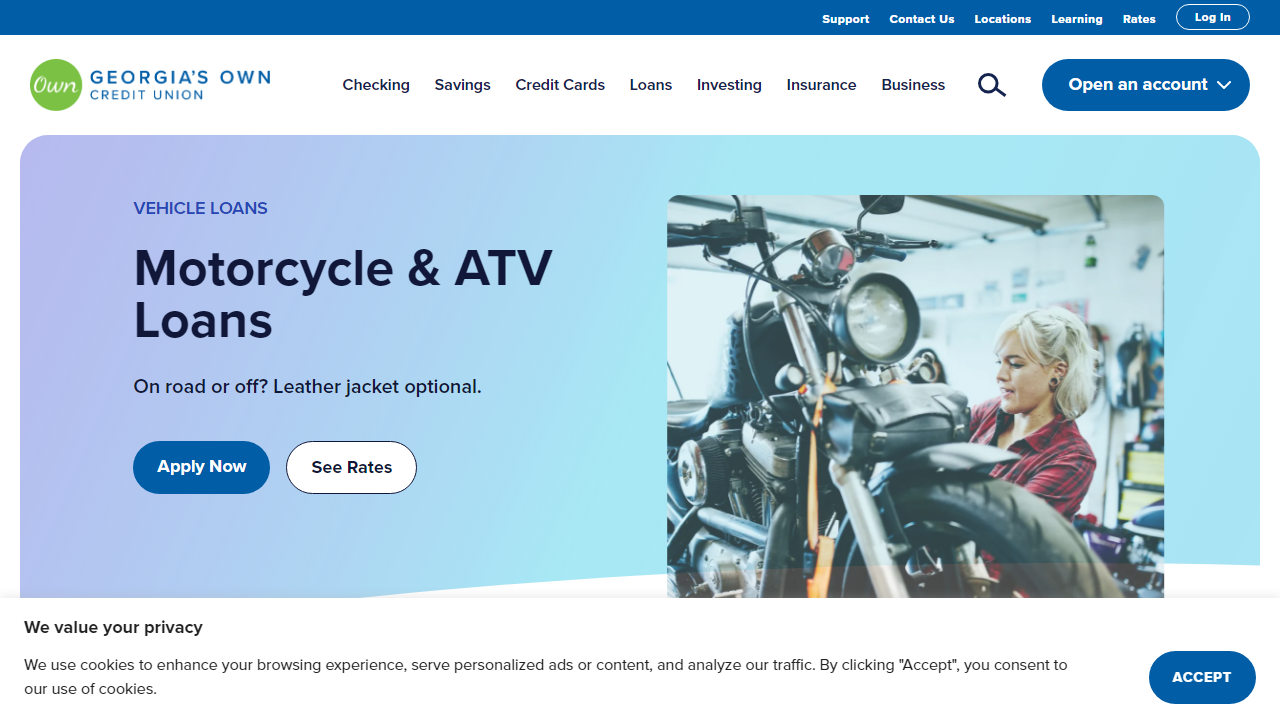 Support Contact Us Locations Learning Rates Log In
Own GEORGIA'S OWN
CREDIT UNION
Checking Savings Credit Cards Loans Investing Insurance Business Open an account
VEHICLE LOANS
Motorcycle & ATV
Loans
On road or off? Leather jacket optional.
Apply Now See Rates
We value your privacy
We use cookies to enhance your browsing experience, serve personalized ads or content, and analyze our traffic. By clicking "Accept", you consent to
our use of cookies.
ACCEPT